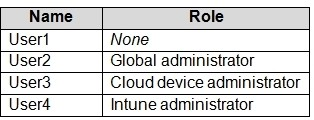 Name Role
User1 None
User2 Global administrator
User3 Cloud device administrator
User4 Intune administrator